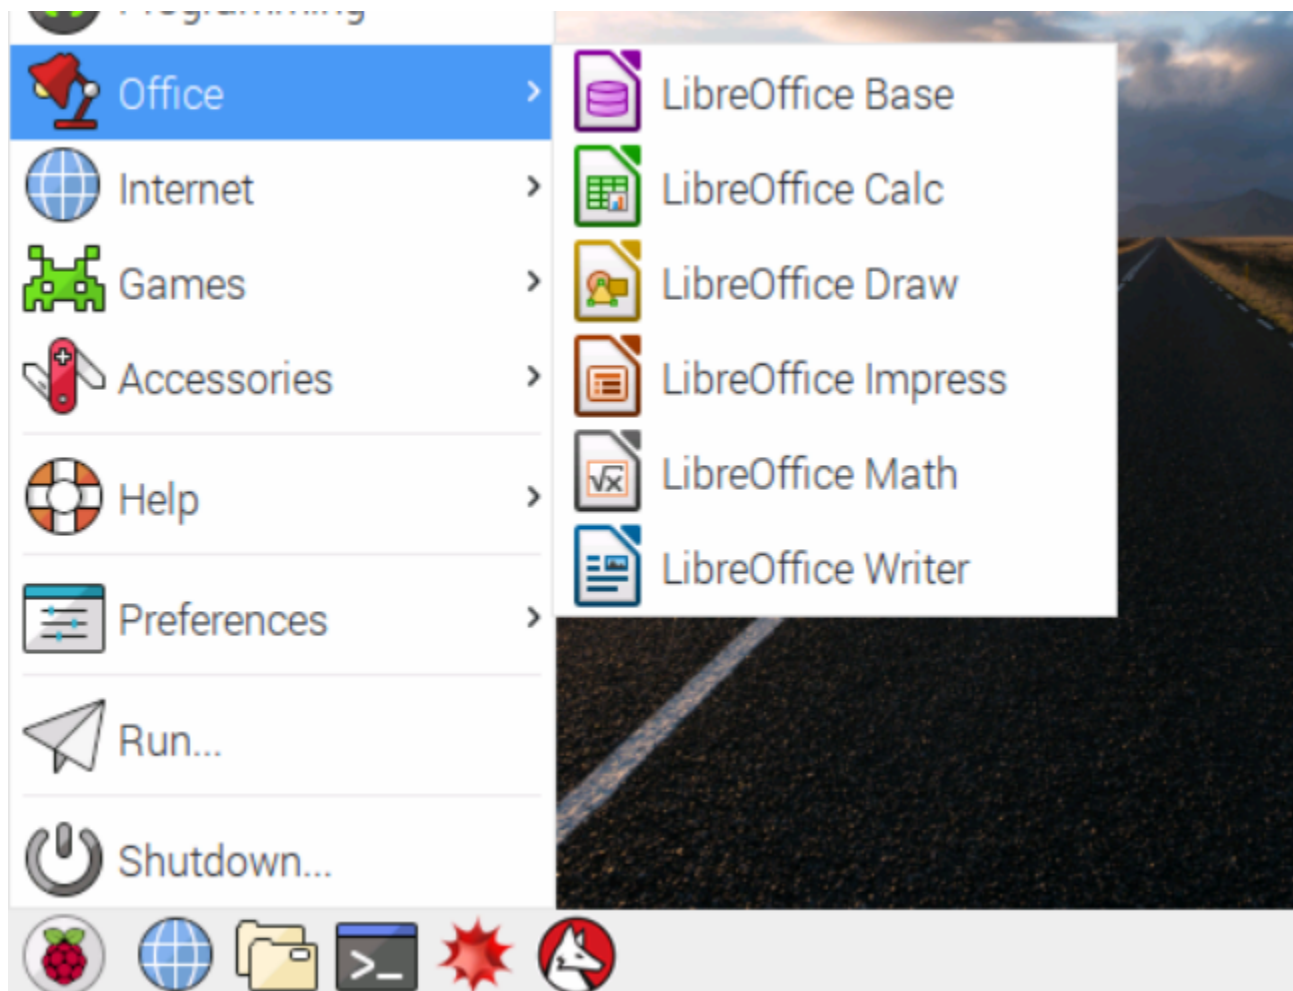 Programming
Office
Internet
Games
Accessories
Help
Preferences
Run...
Shutdown...
LibreOffice Base
LibreOffice Calc
LibreOffice Draw
LibreOffice Impress
LibreOffice Math
LibreOffice Writer